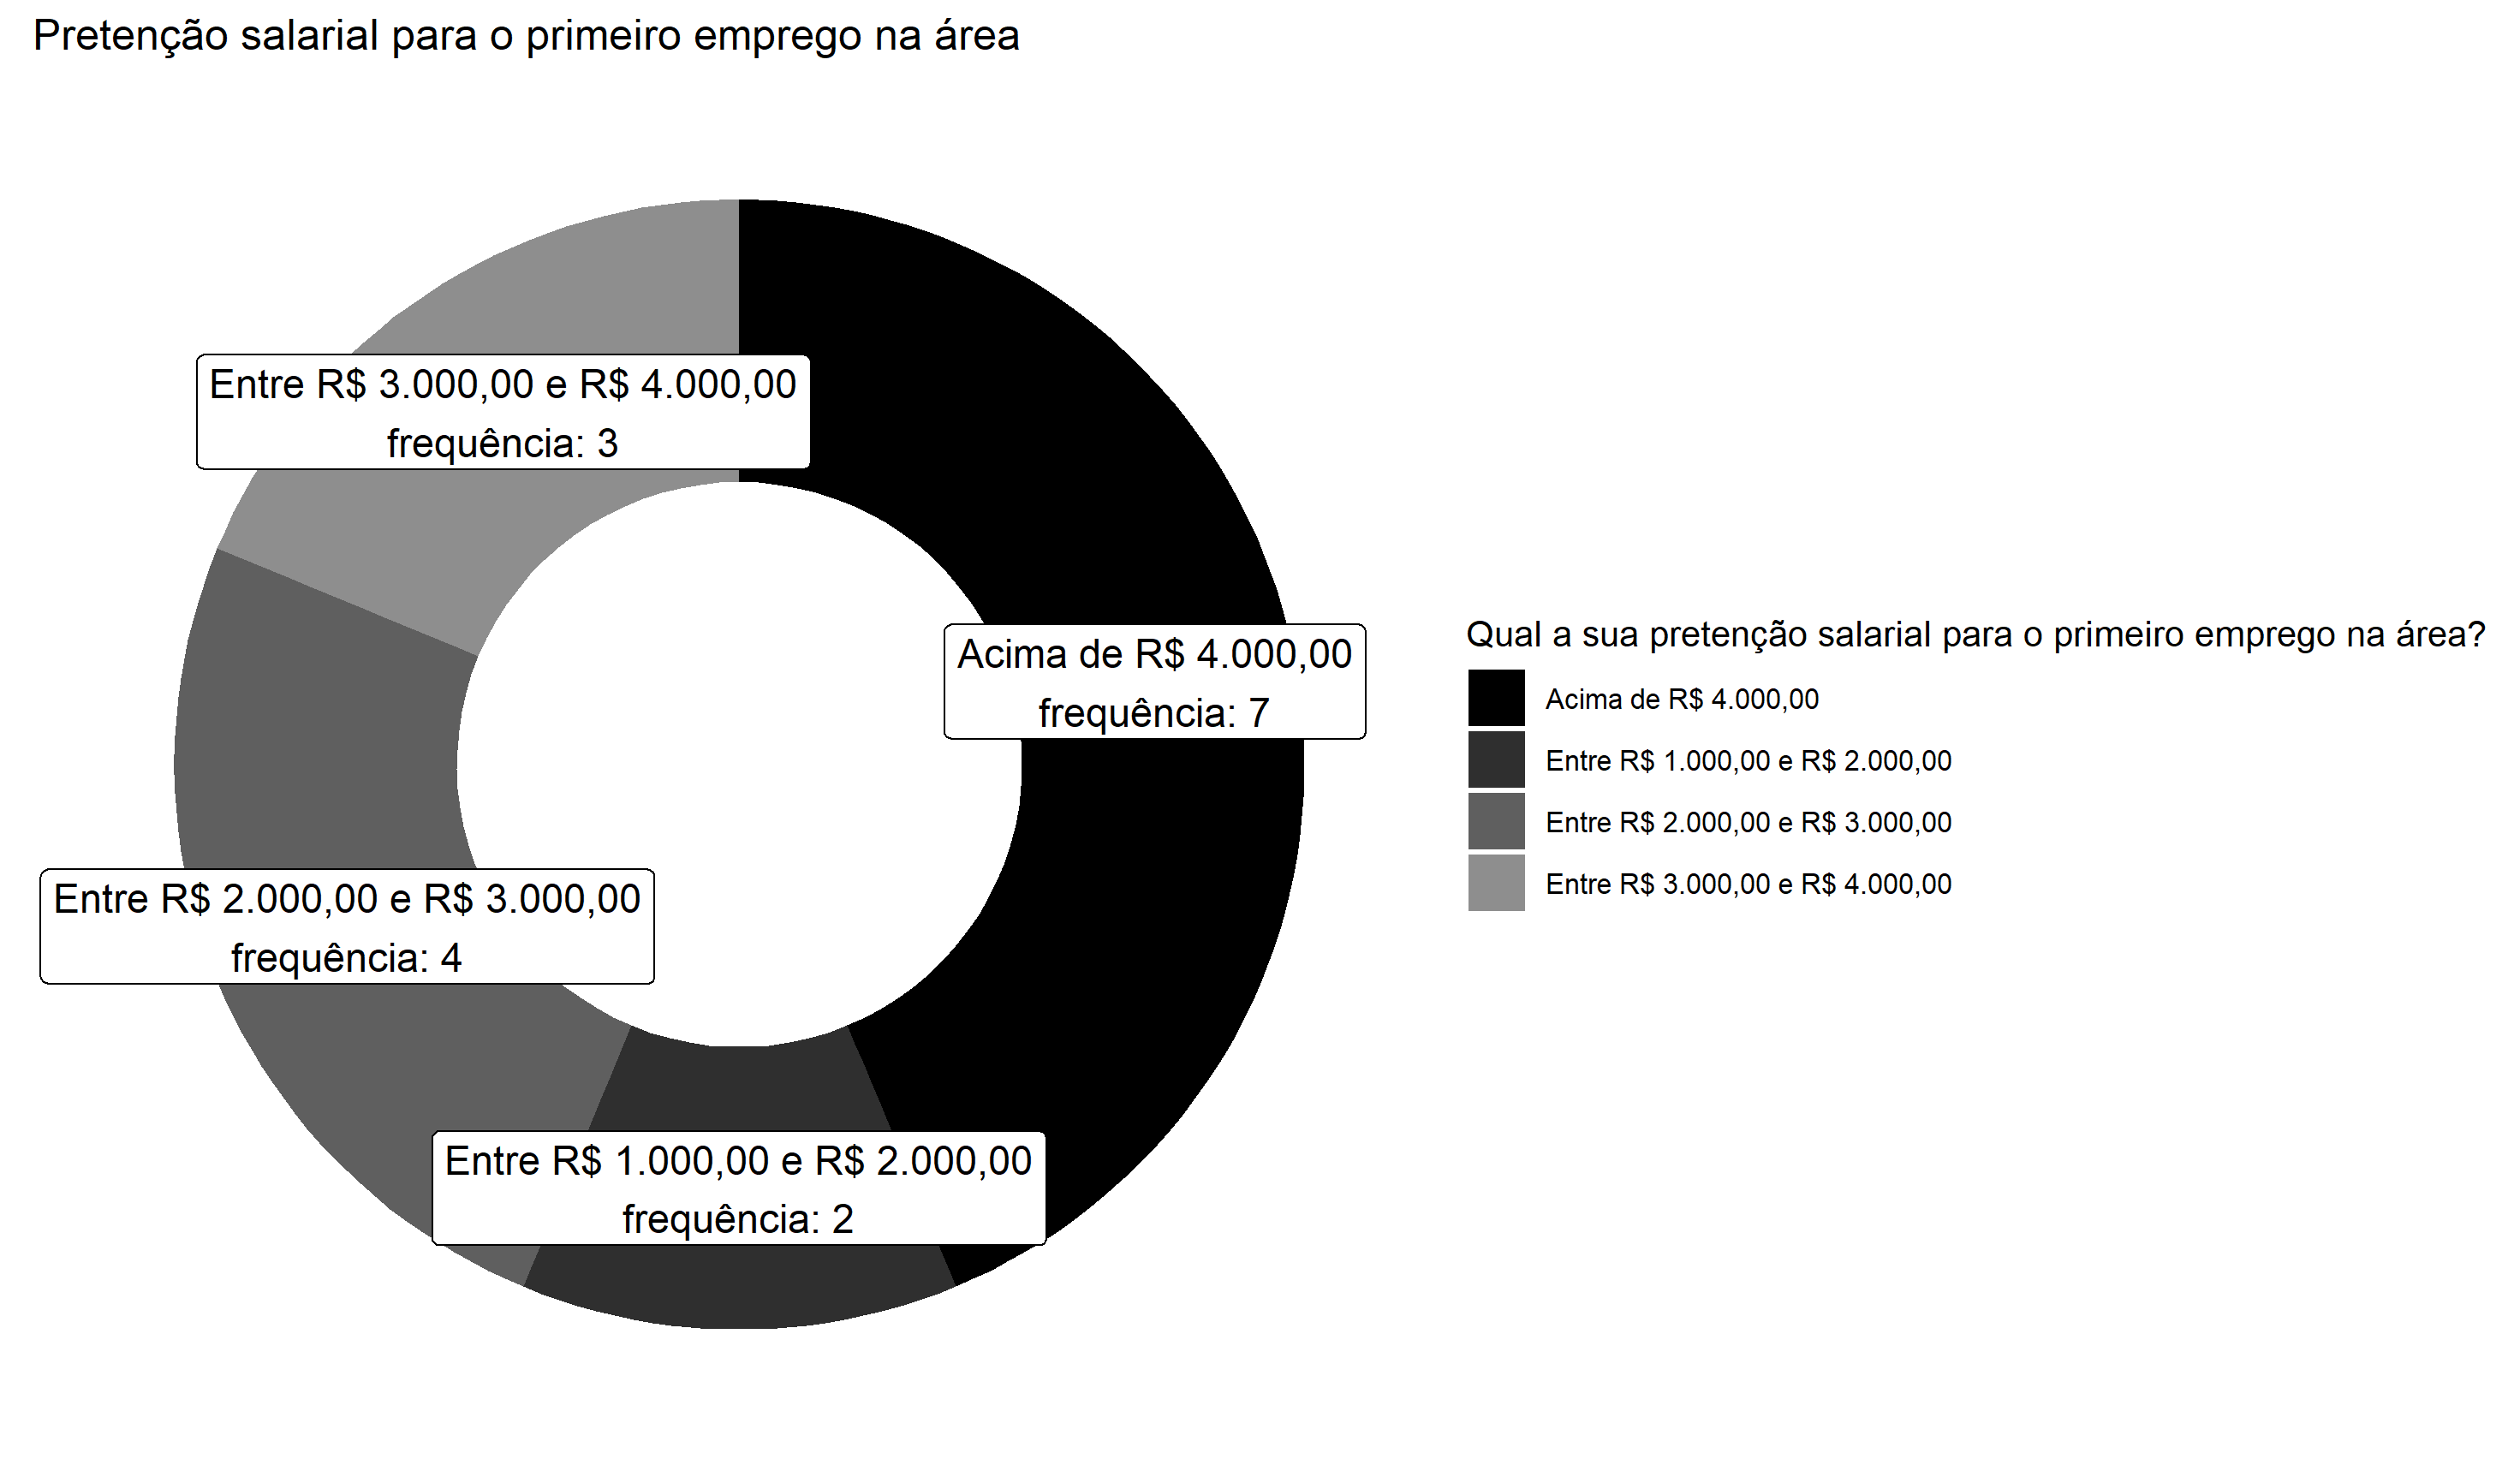 Pretenção salarial para o primeiro emprego na área
Entre R$ 3.000,00 e R$ 4.000,00
frequência: 3
Acima de R$ 4.000,00
frequência: 7
Entre R$ 2.000,00 e R$ 3.000,00
frequência: 4
Entre R$ 1.000,00 e R$ 2.000,00
frequência: 2
Qual a sua pretenção salarial para o primeiro emprego na área?
Acima de R$ 4.000,00
Entre R$ 1.000,00 e R$ 2.000,00
Entre R$ 2.000,00 e R$ 3.000,00
Entre R$ 3.000,00 e R$ 4.000,00